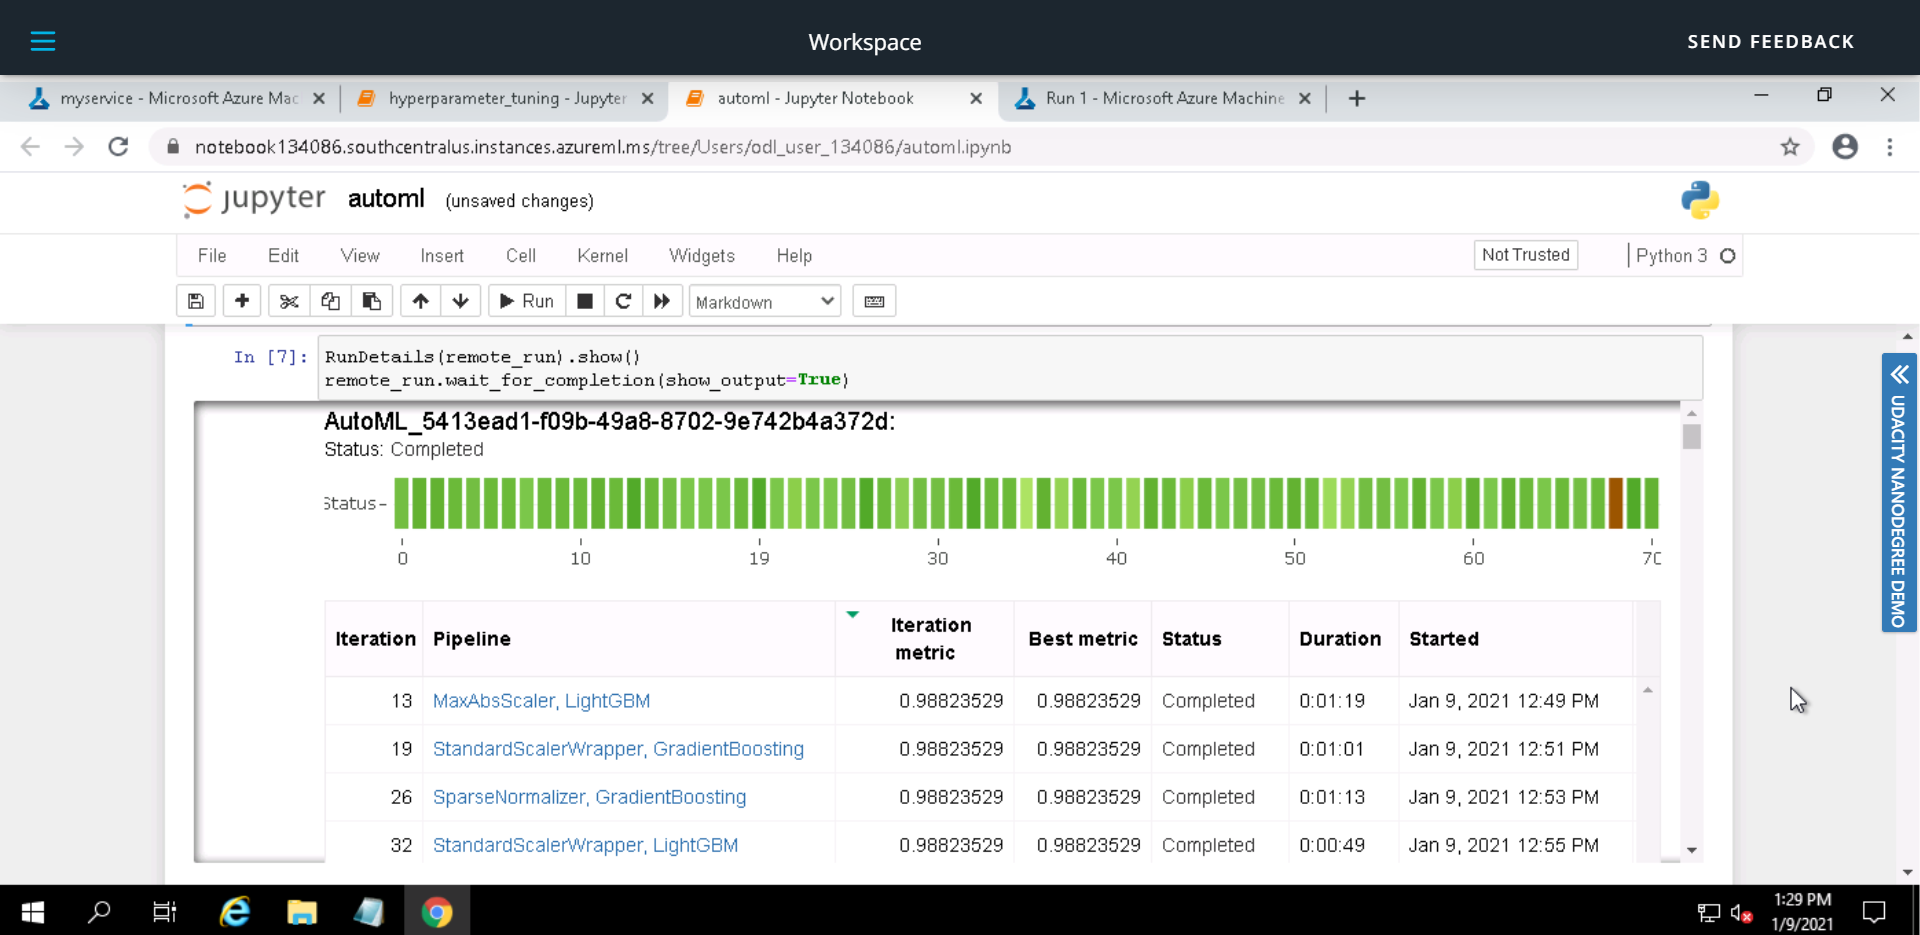 Workspace
SEND FEEDBACK
myservice - Microsoft Azure Mac
hyperparameter_tuning - Jupyter
automl - Jupyter Notebook
Run 1 - Microsoft Azure Machine
notebook134086.southcentralus.instances.azureml.ms/tree/Users/odl_user_134086/automl.ipynb
jupyter automl (unsaved changes)
File Edit View Insert Cell Kernel Widgets Help Not Trusted Python 3
Run Markdown
In [7]: RunDetails(remote_run).show()
remote_run.wait_for_completion(show_output=True)
AutoML_5413ead1-f09b-49a8-8702-9e742b4a372d:
Status: Completed
Status
0 10 19 30 40 50 60 70
Iteration Pipeline Iteration metric Best metric Status Duration Started
13 MaxAbsScaler, LightGBM 0.98823529 0.98823529 Completed 0:01:19 Jan 9, 2021 12:49 PM
19 StandardScalerWrapper, GradientBoosting 0.98823529 0.98823529 Completed 0:01:01 Jan 9, 2021 12:51 PM
26 SparseNormalizer, GradientBoosting 0.98823529 0.98823529 Completed 0:01:13 Jan 9, 2021 12:53 PM
32 StandardScalerWrapper, LightGBM 0.98823529 0.98823529 Completed 0:00:49 Jan 9, 2021 12:55 PM
UDACITY NANODEGREE DEMO
1:29 PM
1/9/2021